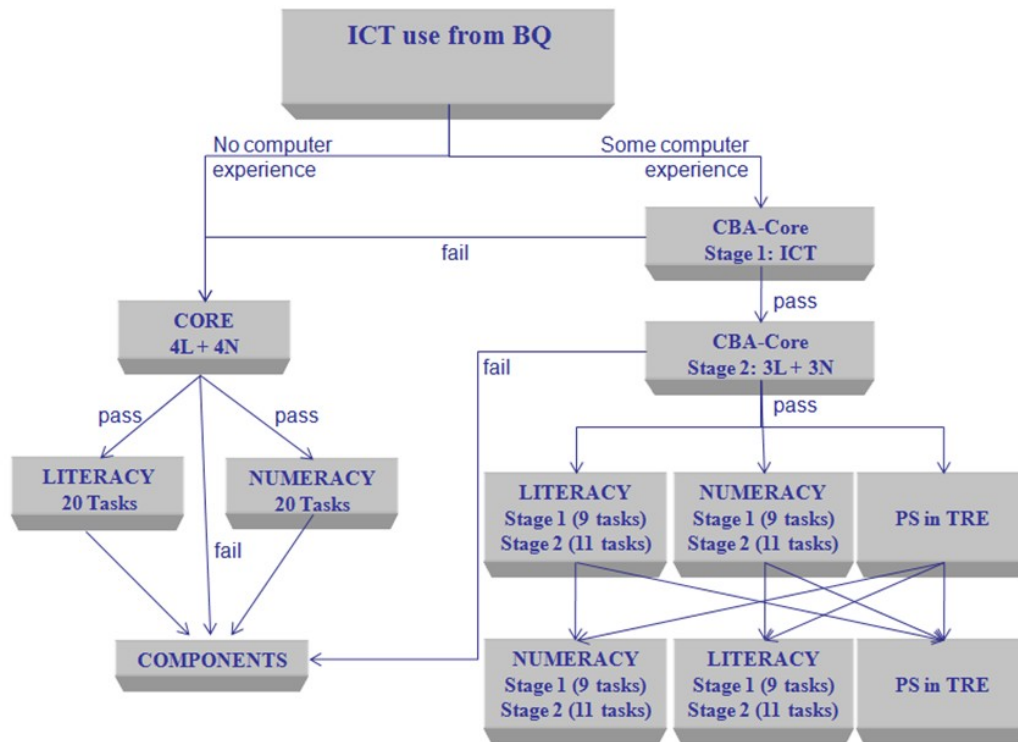 ICT use from BQ
No computer
experience
Some computer
experience
CBA-Core
Stage 1: ICT
fail
pass
CORE
4L + 4N
CBA-Core
Stage 2: 3L + 3N
fail
pass
pass
pass
LITERACY
20 Tasks
NUMERACY
20 Tasks
LITERACY
Stage 1 (9 tasks)
Stage 2 (11 tasks)
NUMERACY
Stage 1 (9 tasks)
Stage 2 (11 tasks)
PS in TRE
fail
COMPONENTS
NUMERACY
Stage 1 (9 tasks)
Stage 2 (11 tasks)
LITERACY
Stage 1 (9 tasks)
Stage 2 (11 tasks)
PS in TRE